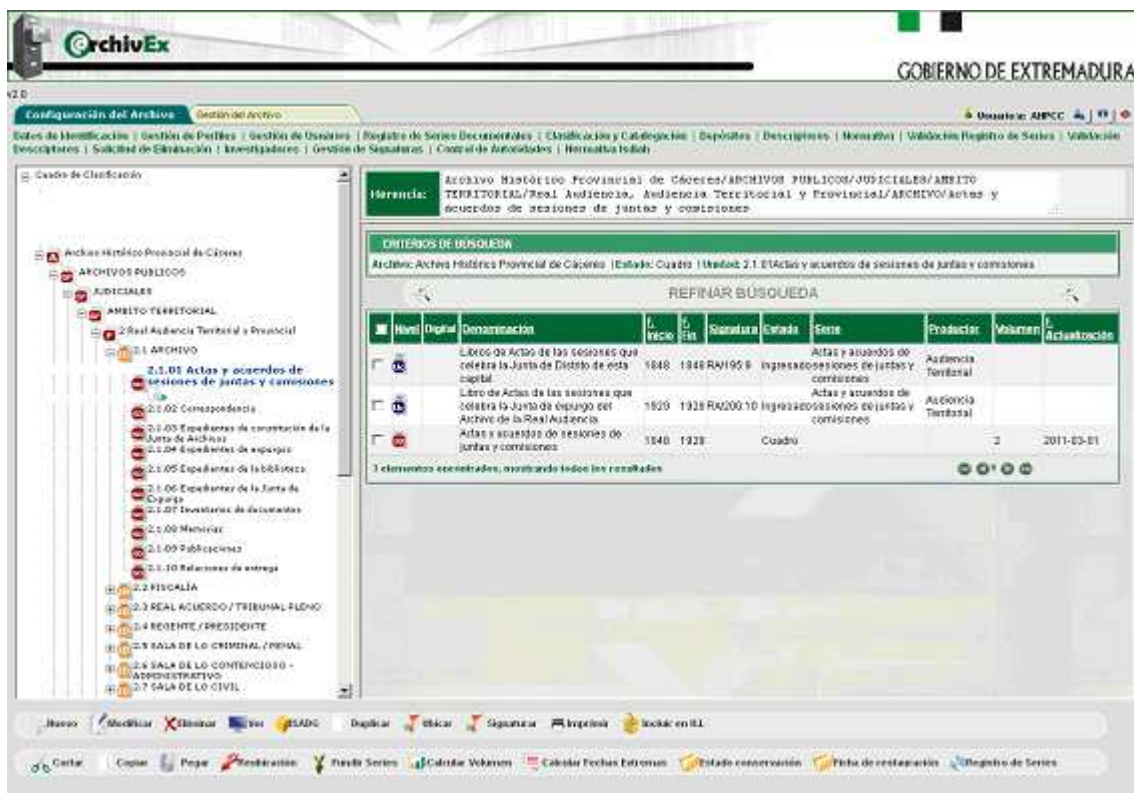 @rchivEx
GOBIERNO DE EXTREMADURA
v2.0
Configuración del Archivo
Gestión del Archivo
Usuario/a: AHPCC
Datos de Identificación | Gestión de Perfiles | Gestión de Usuarios | Registro de Series Documentales | Clasificación y Catalogación | Depósitos | Descriptores | Normativa | Validación Registro de Series | Validación
Descriptores | Solicitud de Eliminación | Investigadores | Gestión de Signaturas | Control de Autoridades | Normativa Isdiah
Cuadro de Clasificación
Archivo Histórico Provincial de Cáceres
ARCHIVOS PUBLICOS
JUDICIALES
AMBITO TERRITORIAL
2 Real Audiencia Territorial y Provincial
2.1 ARCHIVO
2.1.01 Actas y acuerdos de
sesiones de juntas y comisiones
2.1.02 Correspondencia
2.1.03 Expedientes de constitución de la
Junta de Archivos
2.1.04 Expedientes de expurgos
2.1.05 Expedientes de la biblioteca
2.1.06 Expedientes de la Junta de
Expurgo
2.1.07 Inventarios de documentos
2.1.08 Memorias
2.1.09 Publicaciones
2.1.10 Relaciones de entrega
2.2 FISCALÍA
2.3 REAL ACUERDO / TRIBUNAL PLENO
2.4 REGENTE / PRESIDENTE
2.5 SALA DE LO CRIMINAL / PENAL
2.6 SALA DE LO CONTENCIOSO -
ADMINISTRATIVO
2.7 SALA DE LO CIVIL
Herencia:
Archivo Histórico Provincial de Cáceres/ARCHIVOS PUBLICOS/JUDICIALES/AMBITO
TERRITORIAL/Real Audiencia, Audiencia Territorial y Provincial/ARCHIVO/Actas y
acuerdos de sesiones de juntas y comisiones
CRITERIOS DE BÚSQUEDA
Archivo: Archivo Histórico Provincial de Cáceres | Estado: Cuadro | Unidad: 2.1.01Actas y acuerdos de sesiones de juntas y comisiones
REFINAR BÚSQUEDA
Nivel Digital Denominación F. Inicio F. Fin Signatura Estado Serie Productor Volumen F. Actualización
Libros de Actas de las sesiones que
celebra la Junta de Distrito de esta
capital
1848 1848 RA/195:9 Ingresado
Actas y acuerdos de
sesiones de juntas y
comisiones
Audiencia
Territorial
Libro de Actas de las sesiones que
celebra la Junta de expurgo del
Archivo de la Real Audiencia
1929 1929 RA/200:10 Ingresado
Actas y acuerdos de
sesiones de juntas y
comisiones
Audiencia
Territorial
Actas y acuerdos de sesiones de
juntas y comisiones
1848 1929 Cuadro 2 2011-03-01
3 elementos encontrados, mostrando todos los resultados
Nuevo Modificar Eliminar Ver ISADG Duplicar Ubicar Signaturar Imprimir Incluir en R.I.
Cortar Copiar Pegar Reubicación Fundir Series Calcular Volumen Calcular Fechas Extremas Estado conservación Ficha de restauración Registro de Series